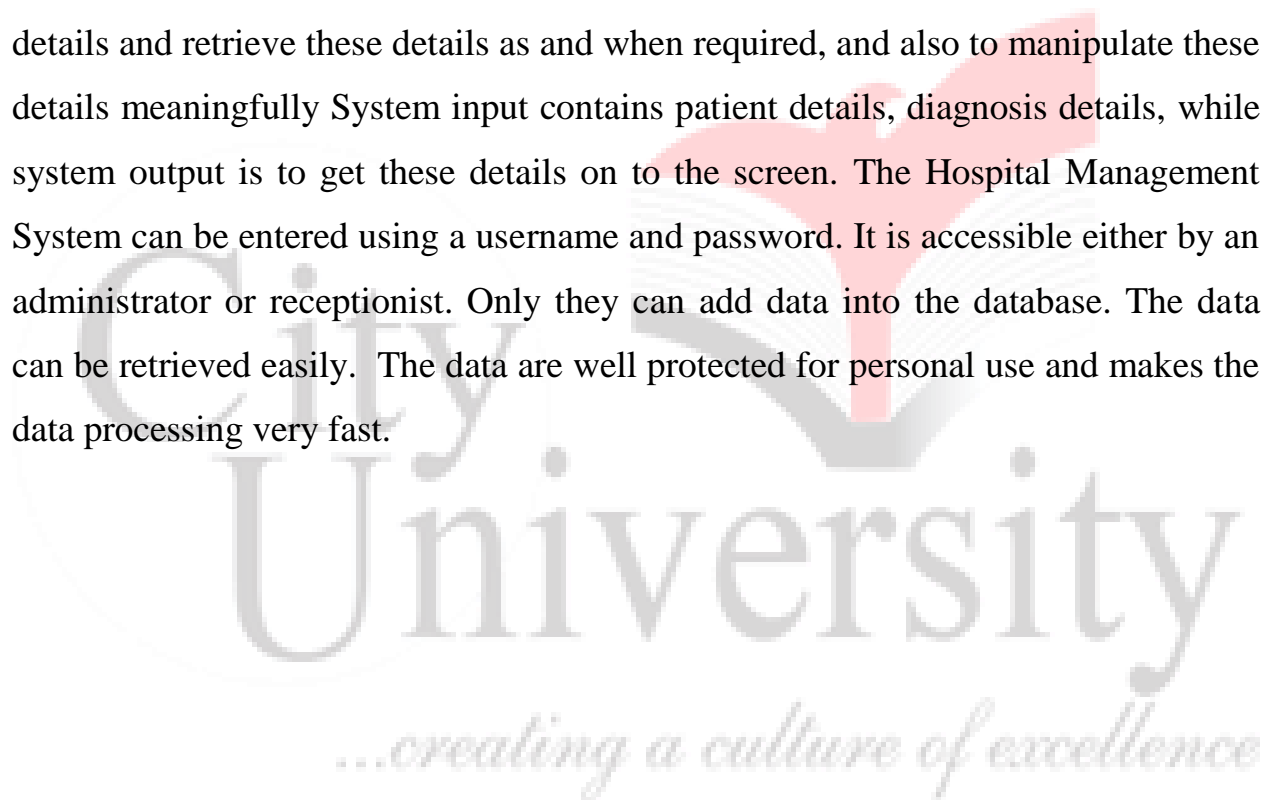 details and retrieve these details as and when required, and also to manipulate these
details meaningfully System input contains patient details, diagnosis details, while
system output is to get these details on to the screen. The Hospital Management
System can be entered using a username and password. It is accessible either by an
administrator or receptionist. Only they can add data into the database. The data
can be retrieved easily.  The data are well protected for personal use and makes the
data processing very fast.
City
University
...creating a culture of excellence